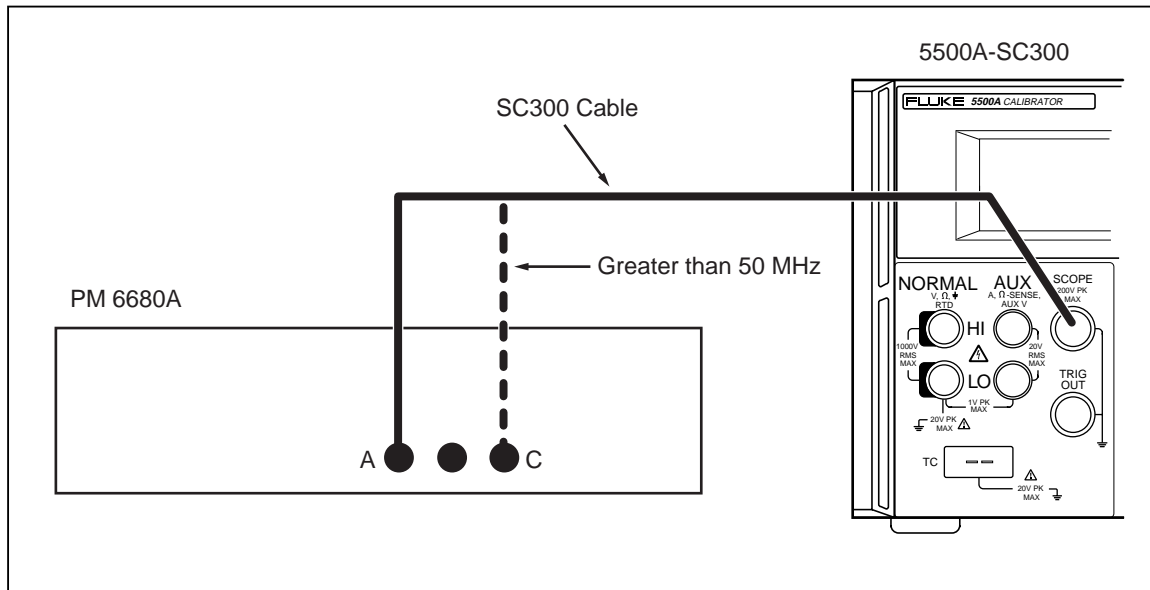 5500A-SC300
FLUKE 5500A CALIBRATOR
SC300 Cable
Greater than 50 MHz
PM 6680A
A
C
NORMAL
V, Ω,
RTD
AUX
A, Ω-SENSE,
AUX V
SCOPE
200V PK
MAX
HI
1000V
RMS
MAX
20V
RMS
MAX
LO
TRIG
OUT
1V PK
MAX
20V PK
MAX
TC
20V PK
MAX